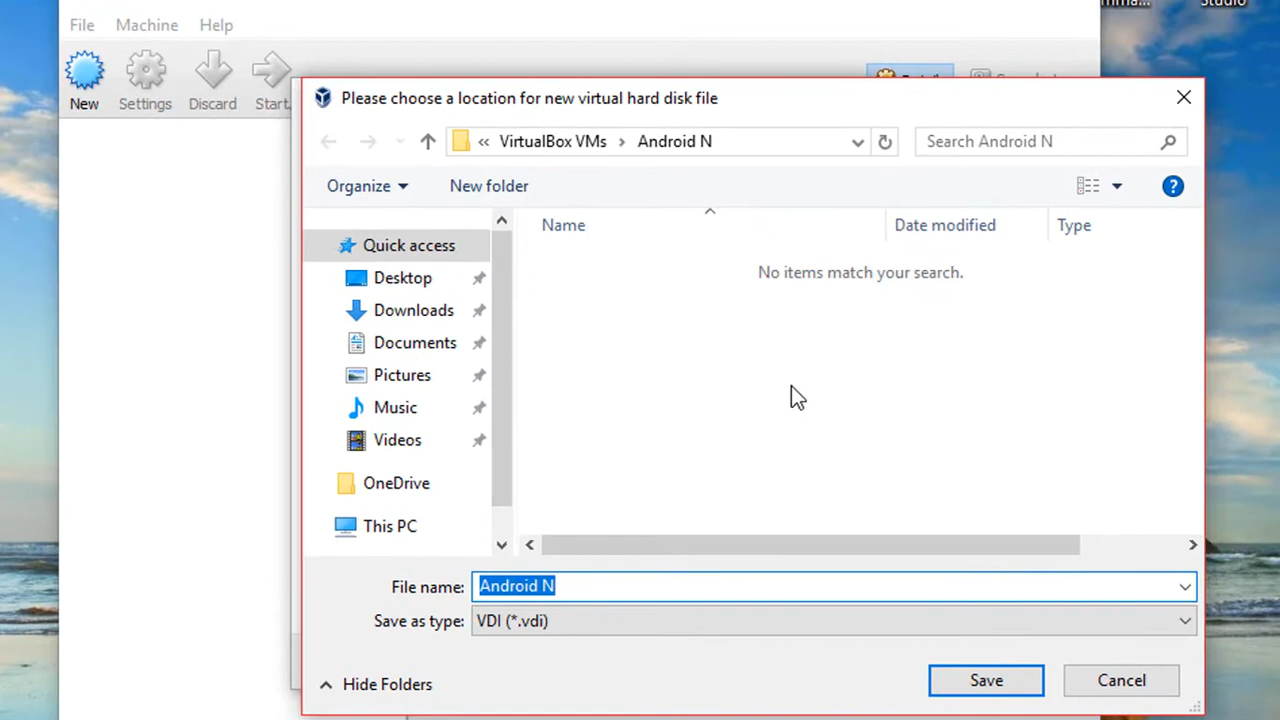 File Machine Help
New Settings Discard Start
Please choose a location for new virtual hard disk file
« VirtualBox VMs > Android N
Search Android N
Organize New folder
Name Date modified Type
No items match your search.
Quick access
Desktop
Downloads
Documents
Pictures
Music
Videos
OneDrive
This PC
File name: Android N
Save as type: VDI (*.vdi)
Hide Folders
Save Cancel